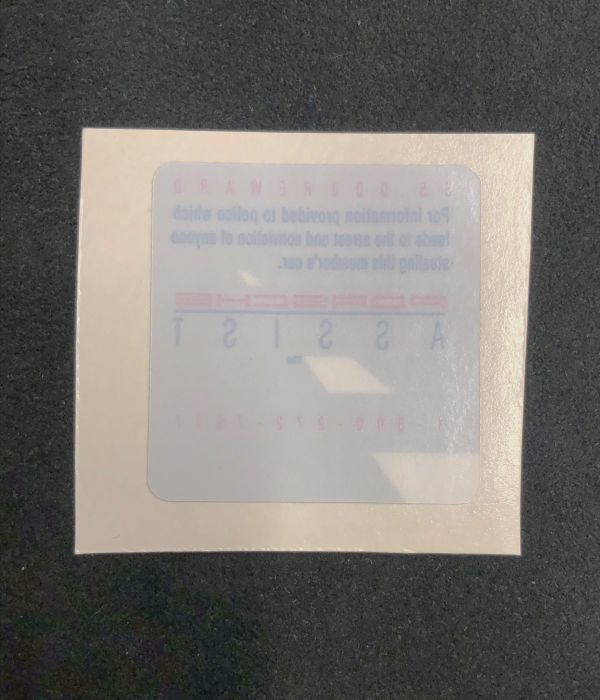 $5,000 REWARD
For information provided to police which
leads to the arrest and conviction of anyone
stealing this member's car.
PORSCHE
ASSIST